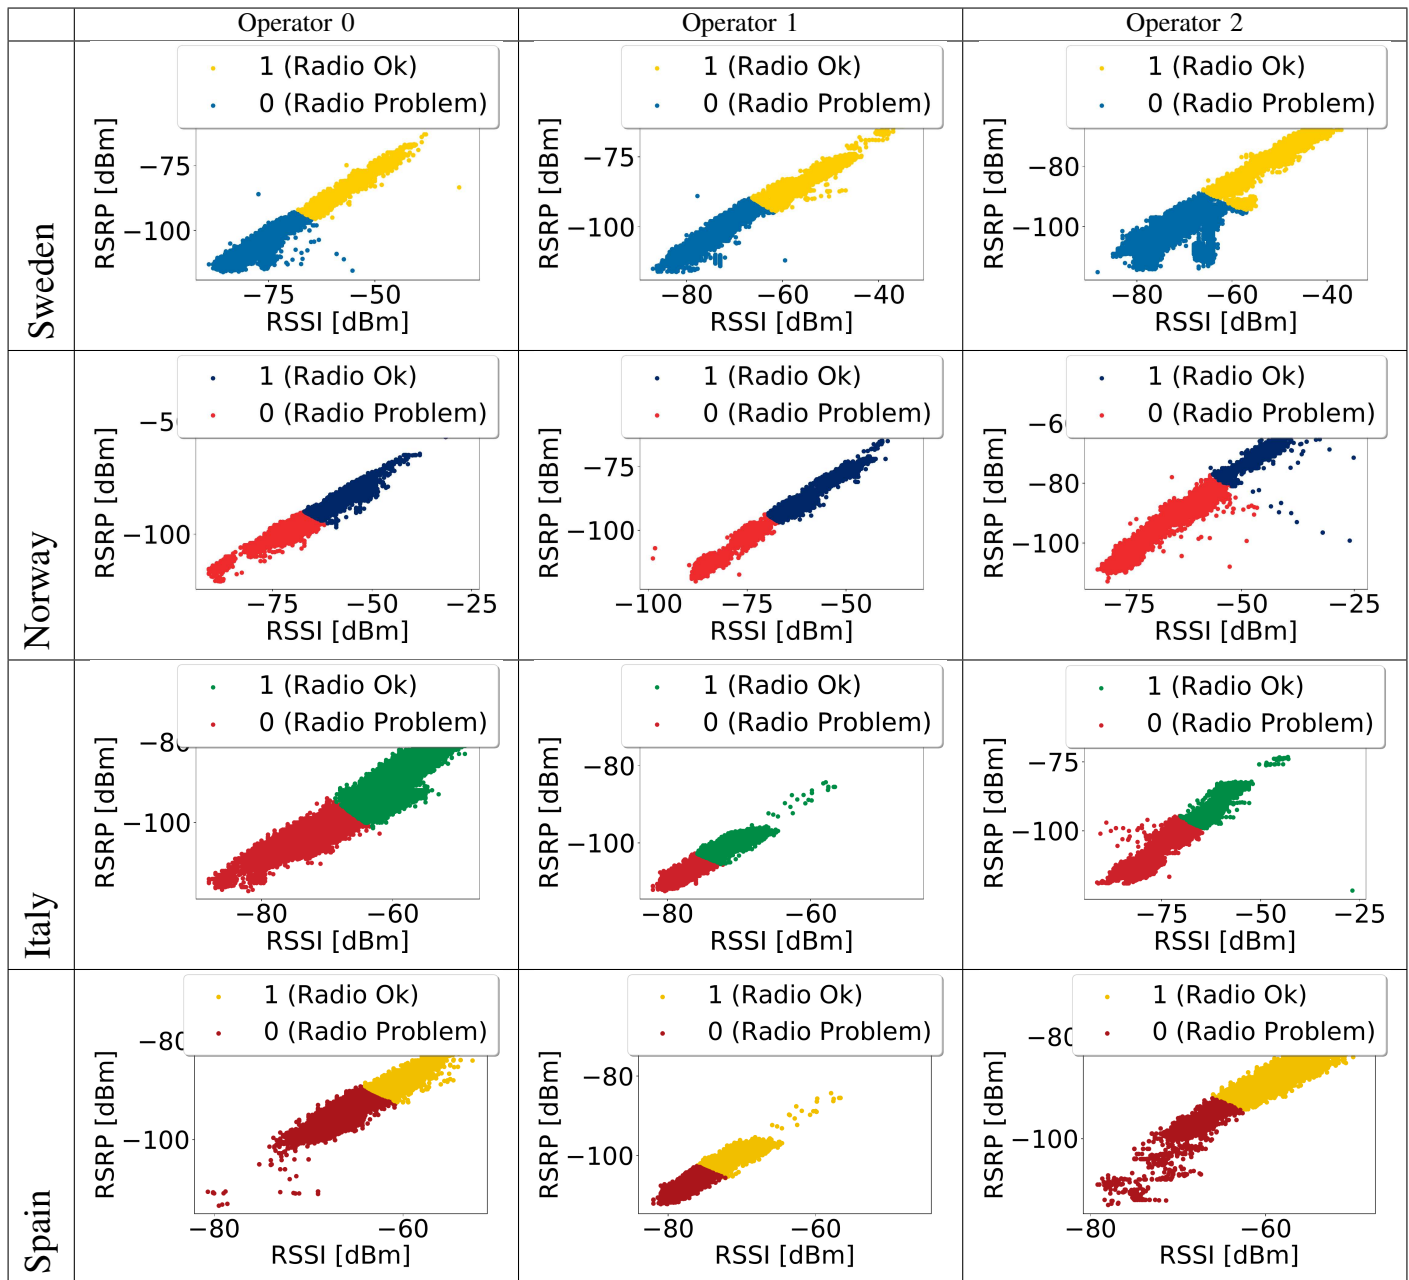 Operator 0 Operator 1 Operator 2
Sweden
1 (Radio Ok)
0 (Radio Problem)
RSRP [dBm]
−75
−100
−75 −50
RSSI [dBm]
1 (Radio Ok)
0 (Radio Problem)
RSRP [dBm]
−75
−100
−80 −60 −40
RSSI [dBm]
1 (Radio Ok)
0 (Radio Problem)
RSRP [dBm]
−80
−100
−80 −60 −40
RSSI [dBm]
Norway
1 (Radio Ok)
0 (Radio Problem)
RSRP [dBm]
−5
−100
−75 −50 −25
RSSI [dBm]
1 (Radio Ok)
0 (Radio Problem)
RSRP [dBm]
−75
−100
−100 −75 −50
RSSI [dBm]
1 (Radio Ok)
0 (Radio Problem)
RSRP [dBm]
−6
−80
−100
−75 −50 −25
RSSI [dBm]
Italy
1 (Radio Ok)
0 (Radio Problem)
RSRP [dBm]
−80
−100
−80 −60
RSSI [dBm]
1 (Radio Ok)
0 (Radio Problem)
RSRP [dBm]
−80
−100
−80 −60
RSSI [dBm]
1 (Radio Ok)
0 (Radio Problem)
RSRP [dBm]
−75
−100
−75 −50 −25
RSSI [dBm]
Spain
1 (Radio Ok)
0 (Radio Problem)
RSRP [dBm]
−80
−100
−80 −60
RSSI [dBm]
1 (Radio Ok)
0 (Radio Problem)
RSRP [dBm]
−80
−100
−80 −60
RSSI [dBm]
1 (Radio Ok)
0 (Radio Problem)
RSRP [dBm]
−80
−100
−80 −60
RSSI [dBm]